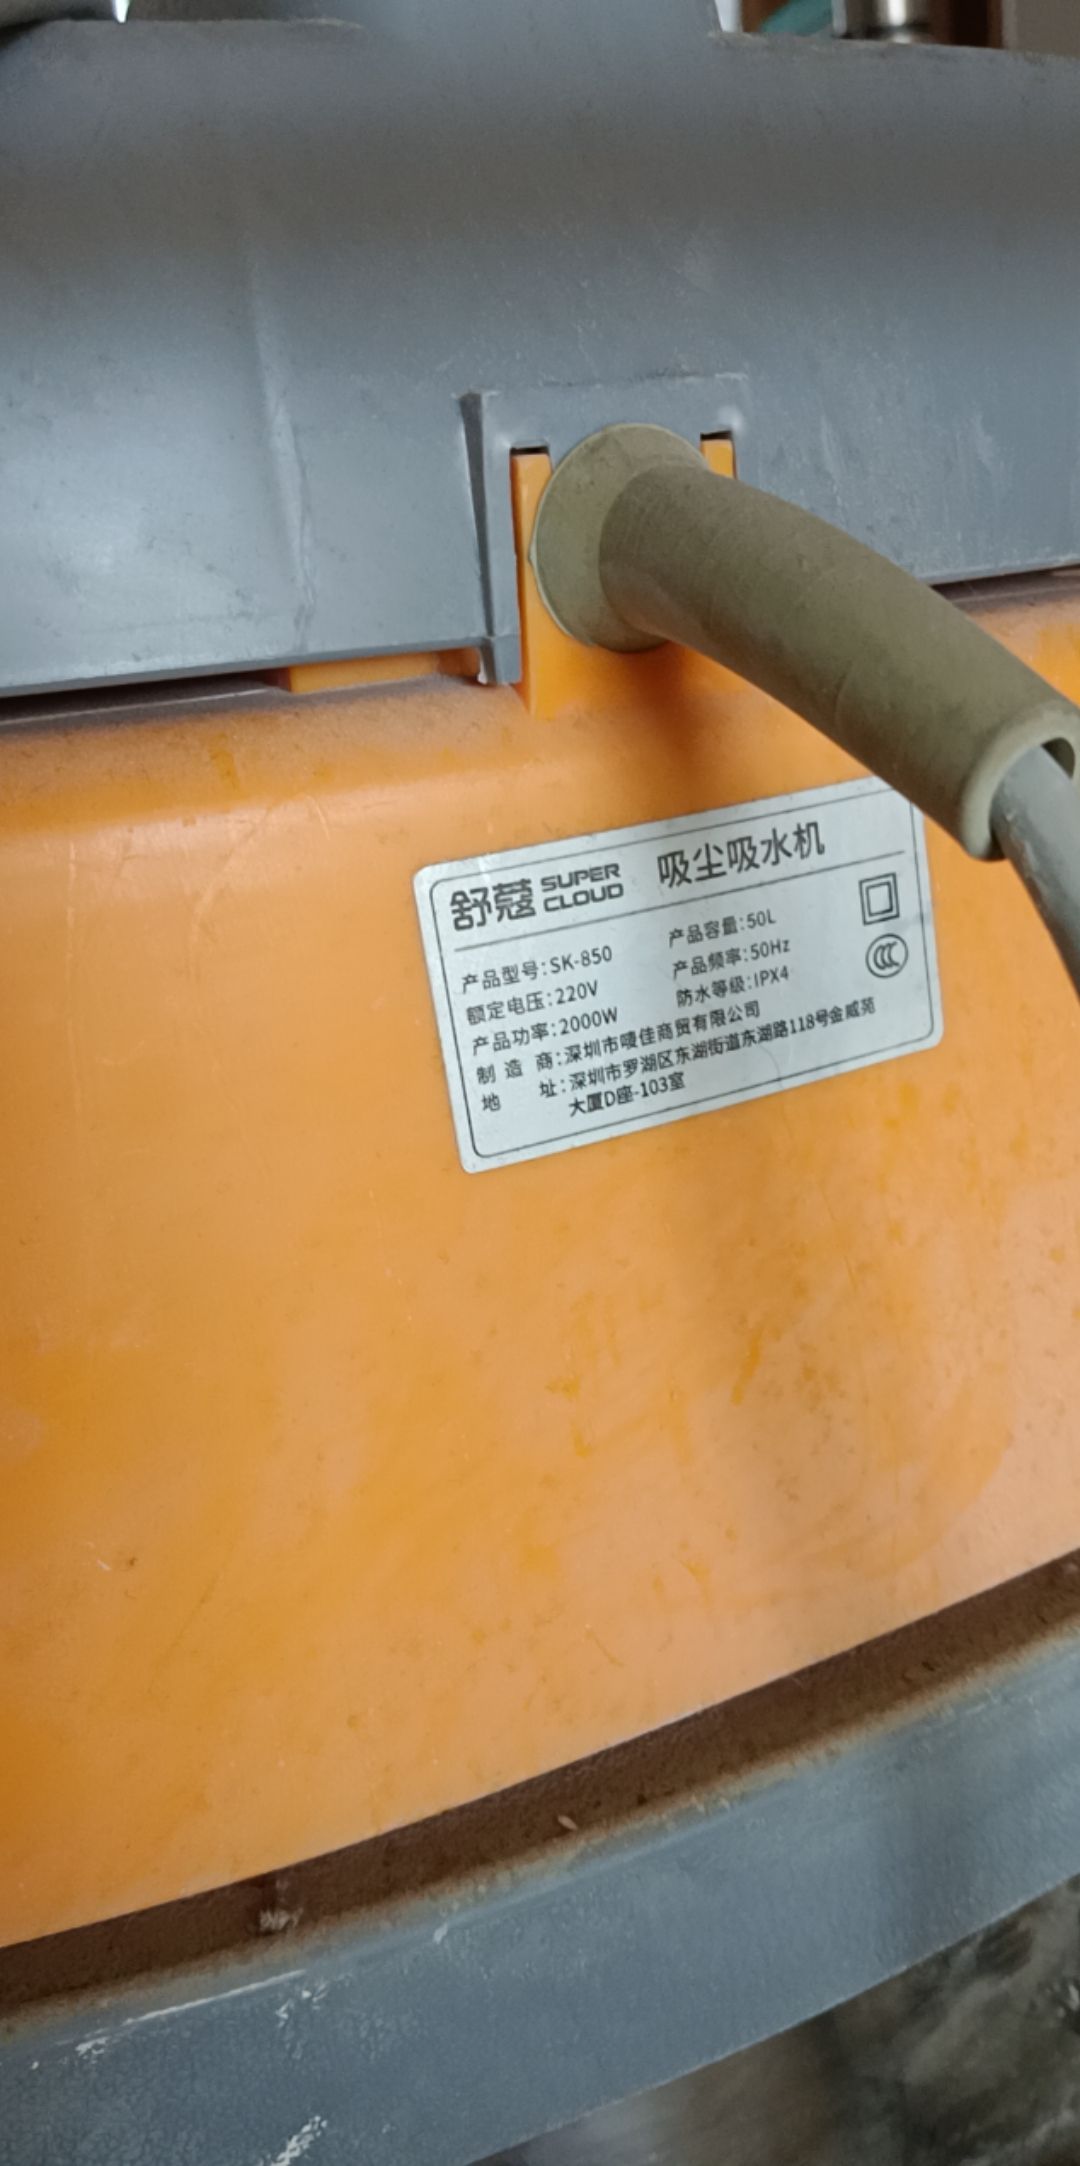 舒蔻 SUPER CLOUD 吸尘吸水机
产品型号:SK-850 产品容量:50L
额定电压:220V 产品频率:50Hz
产品功率:2000W 防水等级:IPX4
制造商:深圳市唛佳商贸有限公司
地址:深圳市罗湖区东湖街道东湖路118号金威苑
大厦D座-103室